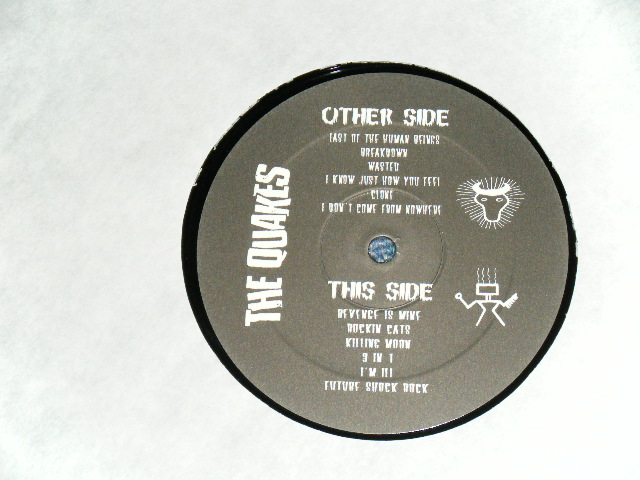 THE QUAKES
OTHER SIDE
LAST OF THE HUMAN BEINGS
BREAKDOWN
WASTED
I KNOW JUST HOW YOU FEEL
CLONE
I DON'T COME FROM NOWHERE
THIS SIDE
REVENGE IS MINE
ROCKIN CATS
KILLING MOON
9 IN 1
I'M ILL
FUTURE SHOCK ROCK